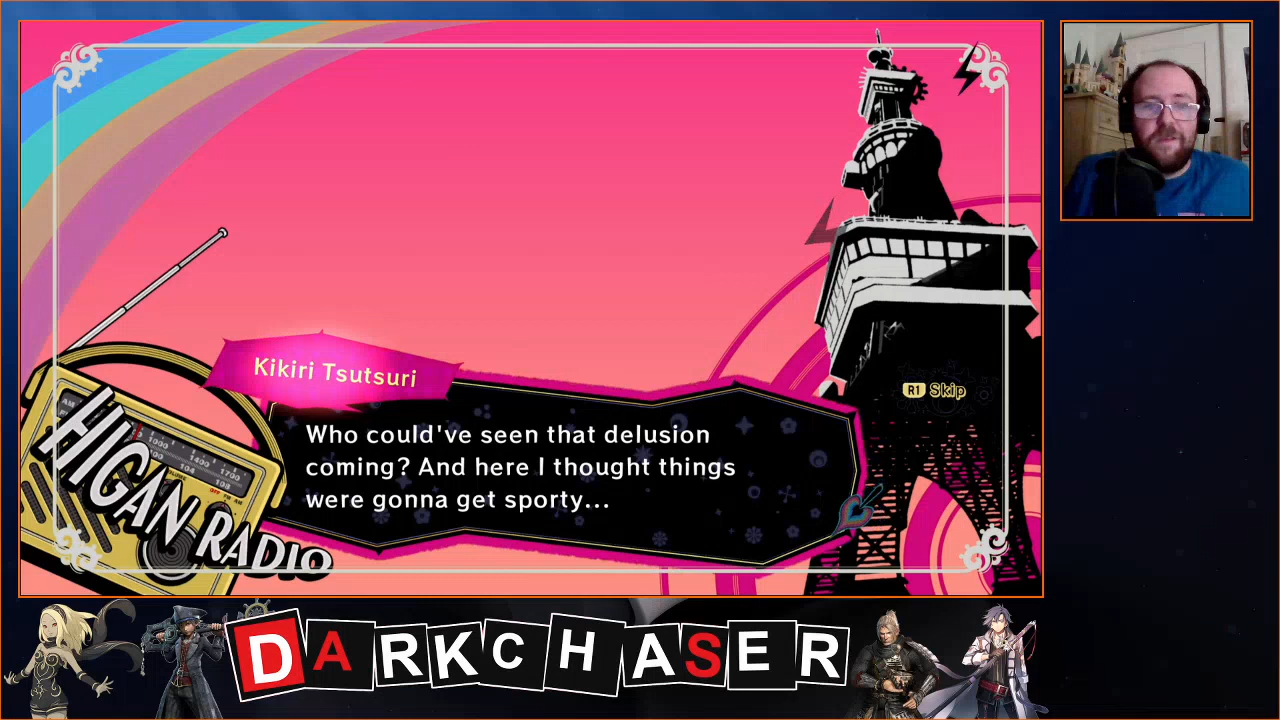 Kikiri Tsutsuri
R1 Skip
Who could've seen that delusion
coming? And here I thought things
were gonna get sporty...
HIGAN RADIO
DARKCHASER